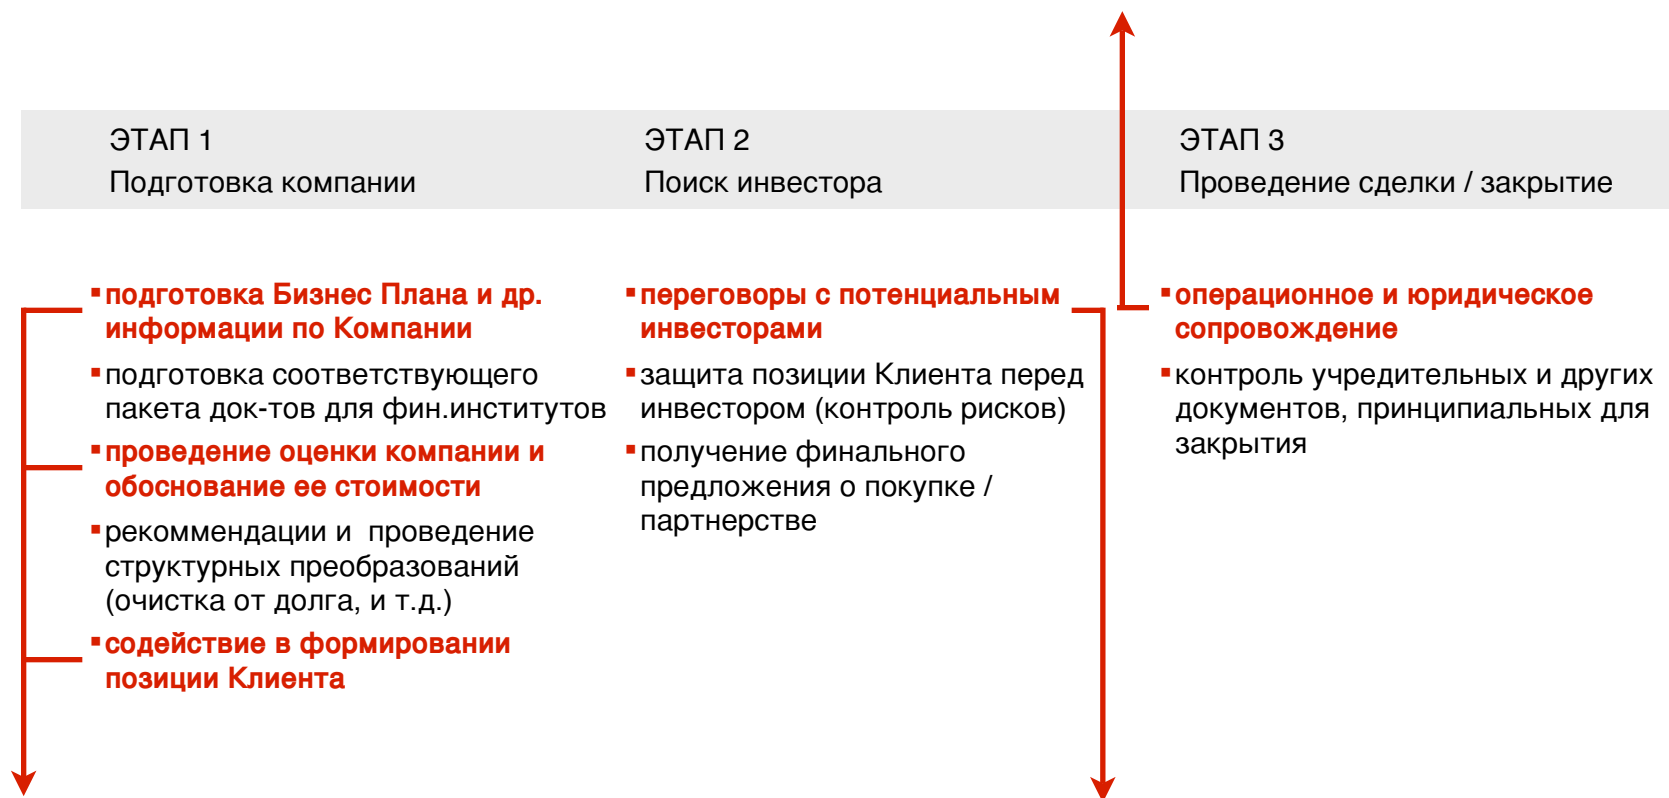 ЭТАП 1
Подготовка компании
ЭТАП 2
Поиск инвестора
ЭТАП 3
Проведение сделки / закрытие
▪подготовка Бизнес Плана и др.
информации по Компании
▪подготовка соответствующего
пакета док-тов для фин.институтов
▪проведение оценки компании и
обоснование ее стоимости
▪рекоммендации и  проведение
структурных преобразований
(очистка от долга, и т.д.)
▪содействие в формировании
позиции Клиента
▪переговоры с потенциальным
инвесторами
▪защита позиции Клиента перед
инвестором (контроль рисков)
▪получение финального
предложения о покупке /
партнерстве
▪операционное и юридическое
сопровождение
▪контроль учредительных и других
документов, принципиальных для
закрытия